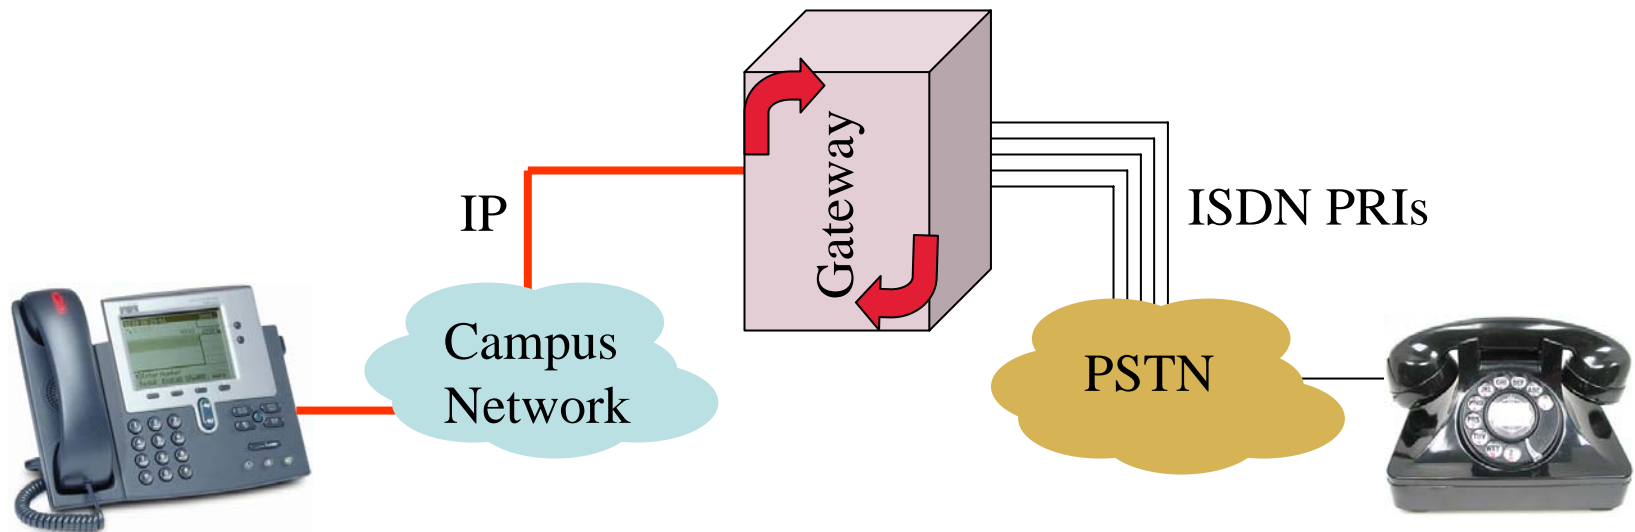 Gateway
IP
ISDN PRIs
Campus
Network
PSTN